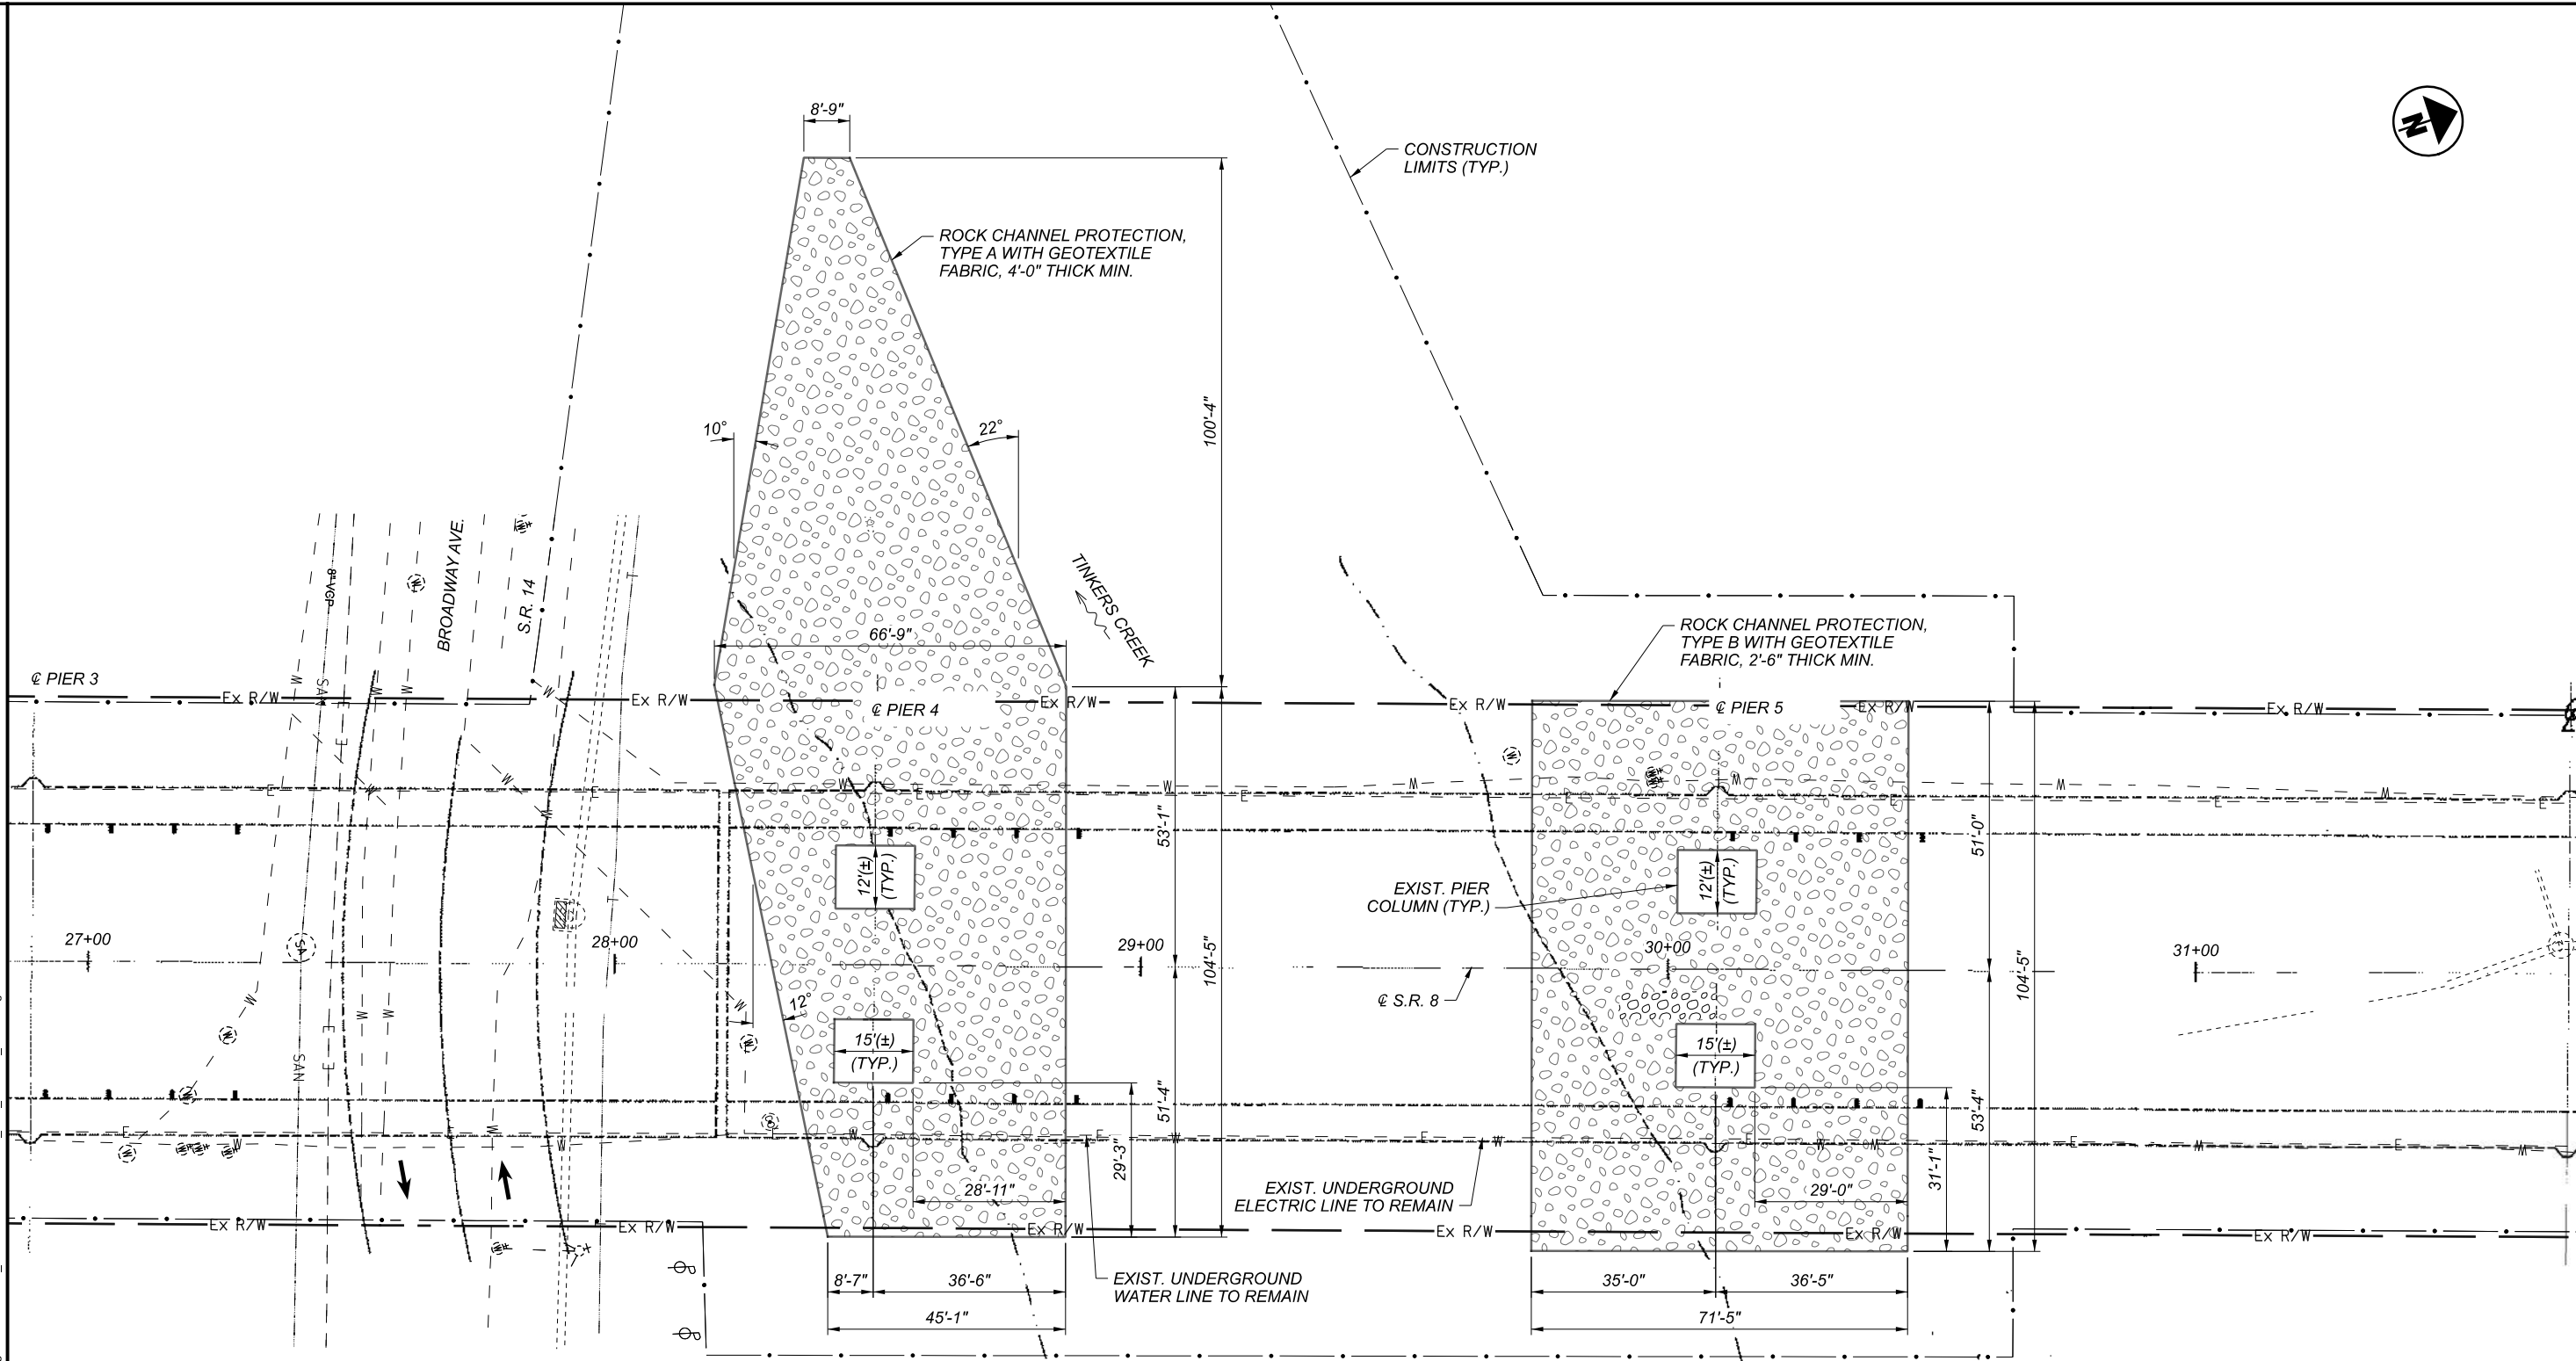 8'-9"
CONSTRUCTION
LIMITS (TYP.)
N
ROCK CHANNEL PROTECTION,
TYPE A WITH GEOTEXTILE
FABRIC, 4'-0" THICK MIN.
100'-4"
10°
22°
8" VCP
BROADWAY AVE.
S.R. 14
TINKERS CREEK
66'-9"
ROCK CHANNEL PROTECTION,
TYPE B WITH GEOTEXTILE
FABRIC, 2'-6" THICK MIN.
℄ PIER 3
Ex R/W
Ex R/W
℄ PIER 4
Ex R/W
Ex R/W
℄ PIER 5
Ex R/W
Ex R/W
SAN
53'-1"
104'-5"
12'(±)
(TYP.)
EXIST. PIER
COLUMN (TYP.)
12'(±)
(TYP.)
51'-0"
104'-5"
27+00
28+00
29+00
30+00
31+00
SA
12°
℄ S.R. 8
15'(±)
(TYP.)
15'(±)
(TYP.)
SAN
51'-4"
29'-3"
53'-4"
31'-1"
28'-11"
29'-0"
EXIST. UNDERGROUND
ELECTRIC LINE TO REMAIN
Ex R/W
Ex R/W
Ex R/W
Ex R/W
Ex R/W
Ex R/W
8'-7"
36'-6"
45'-1"
EXIST. UNDERGROUND
WATER LINE TO REMAIN
35'-0"
36'-5"
71'-5"